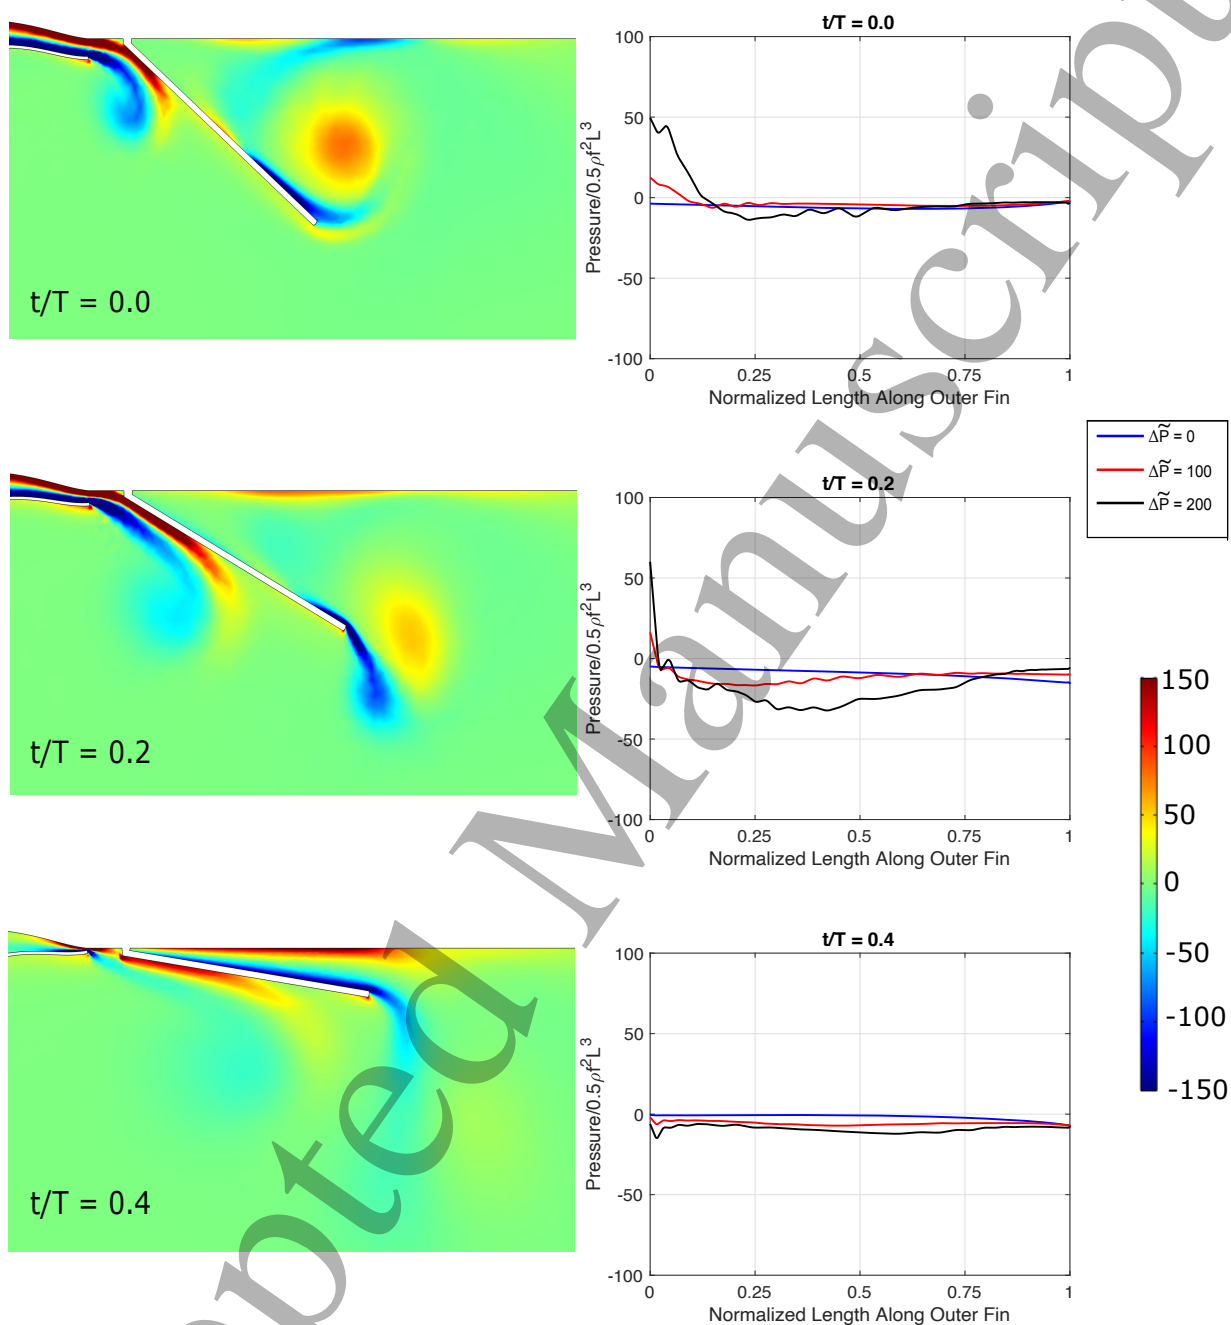 t/T = 0.0
t/T = 0.0
100
50
0
-50
-100
Pressure/0.5ρf²L³
0 0.25 0.5 0.75 1
Normalized Length Along Outer Fin
ΔP̃ = 0
ΔP̃ = 100
ΔP̃ = 200
t/T = 0.2
t/T = 0.2
100
50
0
-50
-100
Pressure/0.5ρf²L³
0 0.25 0.5 0.75 1
Normalized Length Along Outer Fin
150
100
50
0
-50
-100
-150
t/T = 0.4
t/T = 0.4
100
50
0
-50
-100
Pressure/0.5ρf²L³
0 0.25 0.5 0.75 1
Normalized Length Along Outer Fin
pted Manuscrip